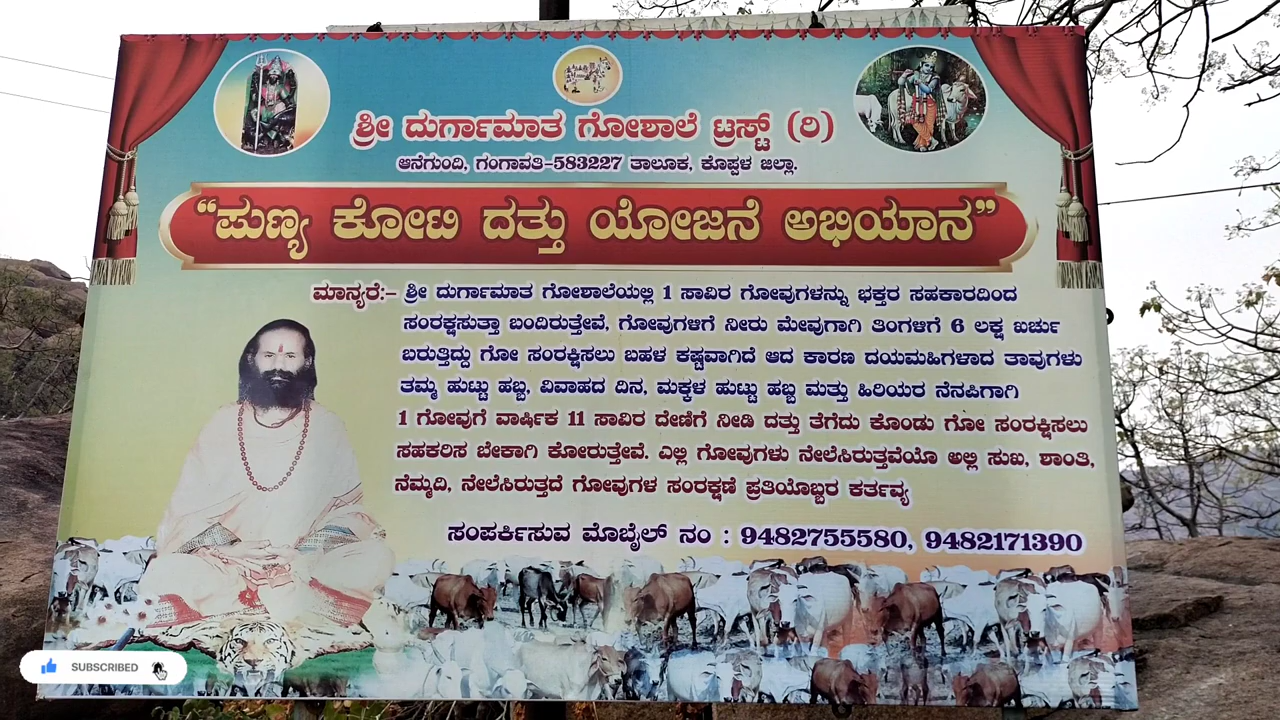 ಶ್ರೀ ದುರ್ಗಾಮಾತ ಗೋಶಾಲೆ ಟ್ರಸ್ಟ್ (ರಿ)
ಆನೆಗುಂದಿ, ಗಂಗಾವತಿ-583227 ತಾಲೂಕ, ಕೊಪ್ಪಳ ಜಿಲ್ಲಾ.
"ಪುಣ್ಯ ಕೋಟಿ ದತ್ತು ಯೋಜನೆ ಅಭಿಯಾನ"
ಮಾನ್ಯರೆ:- ಶ್ರೀ ದುರ್ಗಾಮಾತ ಗೋಶಾಲೆಯಲ್ಲಿ 1 ಸಾವಿರ ಗೋವುಗಳನ್ನು ಭಕ್ತರ ಸಹಕಾರದಿಂದ
ಸಂರಕ್ಷಸುತ್ತಾ ಬಂದಿರುತ್ತೇವೆ, ಗೋವುಗಳಿಗೆ ನೀರು ಮೇವುಗಾಗಿ ತಿಂಗಳಿಗೆ 6 ಲಕ್ಷ ಖರ್ಚು
ಬರುತ್ತಿದ್ದು ಗೋ ಸಂರಕ್ಷಿಸಲು ಬಹಳ ಕಷ್ಟವಾಗಿದೆ ಆದ ಕಾರಣ ದಯಮಹಿಗಳಾದ ತಾವುಗಳು
ತಮ್ಮ ಹುಟ್ಟು ಹಬ್ಬ, ವಿವಾಹದ ದಿನ, ಮಕ್ಕಳ ಹುಟ್ಟು ಹಬ್ಬ ಮತ್ತು ಹಿರಿಯರ ನೆನಪಿಗಾಗಿ
1 ಗೋವುಗೆ ವಾರ್ಷಿಕ 11 ಸಾವಿರ ದೇಣಿಗೆ ನೀಡಿ ದತ್ತು ತೆಗೆದು ಕೊಂಡು ಗೋ ಸಂರಕ್ಷಿಸಲು
ಸಹಕರಿಸ ಬೇಕಾಗಿ ಕೋರುತ್ತೇವೆ. ಎಲ್ಲಿ ಗೋವುಗಳು ನೇಲೆಸಿರುತ್ತವೆಯೊ ಅಲ್ಲಿ ಸುಖ, ಶಾಂತಿ,
ನೆಮ್ಮದಿ, ನೇಲೆಸಿರುತ್ತದೆ ಗೋವುಗಳ ಸಂರಕ್ಷಣೆ ಪ್ರತಿಯೊಬ್ಬರ ಕರ್ತವ್ಯ
ಸಂಪರ್ಕಿಸುವ ಮೊಬೈಲ್ ನಂ : 9482755580, 9482171390
SUBSCRIBED